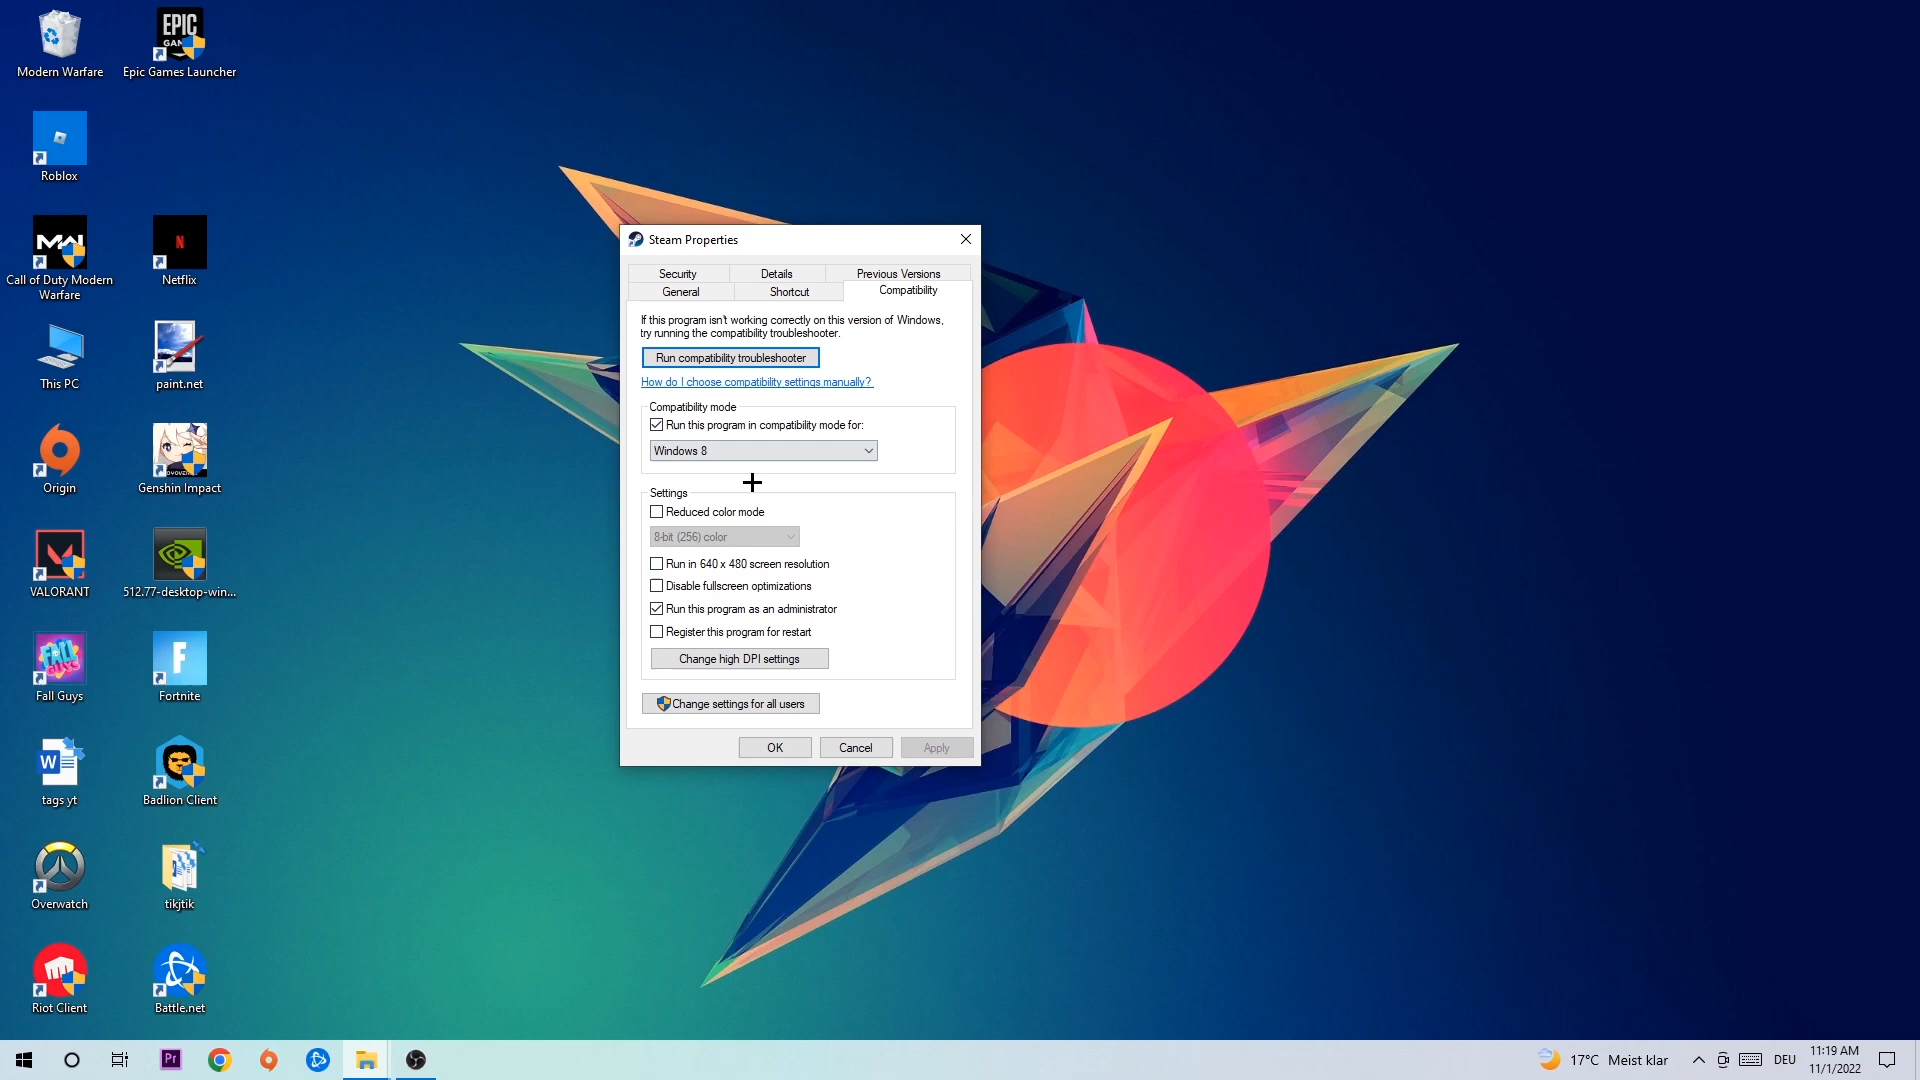 Modern Warfare
EPIC
GAMES
Epic Games Launcher
Roblox
MW
Call of Duty Modern
Warfare
N
Netflix
This PC
paint.net
Origin
Genshin Impact
VALORANT
512.77-desktop-win...
FALL
GUYS
Fall Guys
F
Fortnite
W
tags yt
Badlion Client
Overwatch
tikjtik
Riot Client
Battle.net
Steam Properties
Security
Details
Previous Versions
General
Shortcut
Compatibility
If this program isn't working correctly on this version of Windows,
try running the compatibility troubleshooter.
Run compatibility troubleshooter
How do I choose compatibility settings manually?
Compatibility mode
Run this program in compatibility mode for:
Windows 8
Settings
Reduced color mode
8-bit (256) color
Run in 640 x 480 screen resolution
Disable fullscreen optimizations
Run this program as an administrator
Register this program for restart
Change high DPI settings
Change settings for all users
OK
Cancel
Apply
Pr
17°C Meist klar
DEU
11:19 AM
11/1/2022